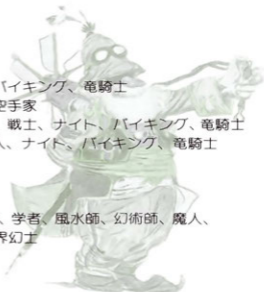 バイキング、竜騎士
空手家
、戦士、ナイト、バイキング、竜騎士
人、ナイト、バイキング、竜騎士
、学者、風水師、幻術師、魔人、
界幻士